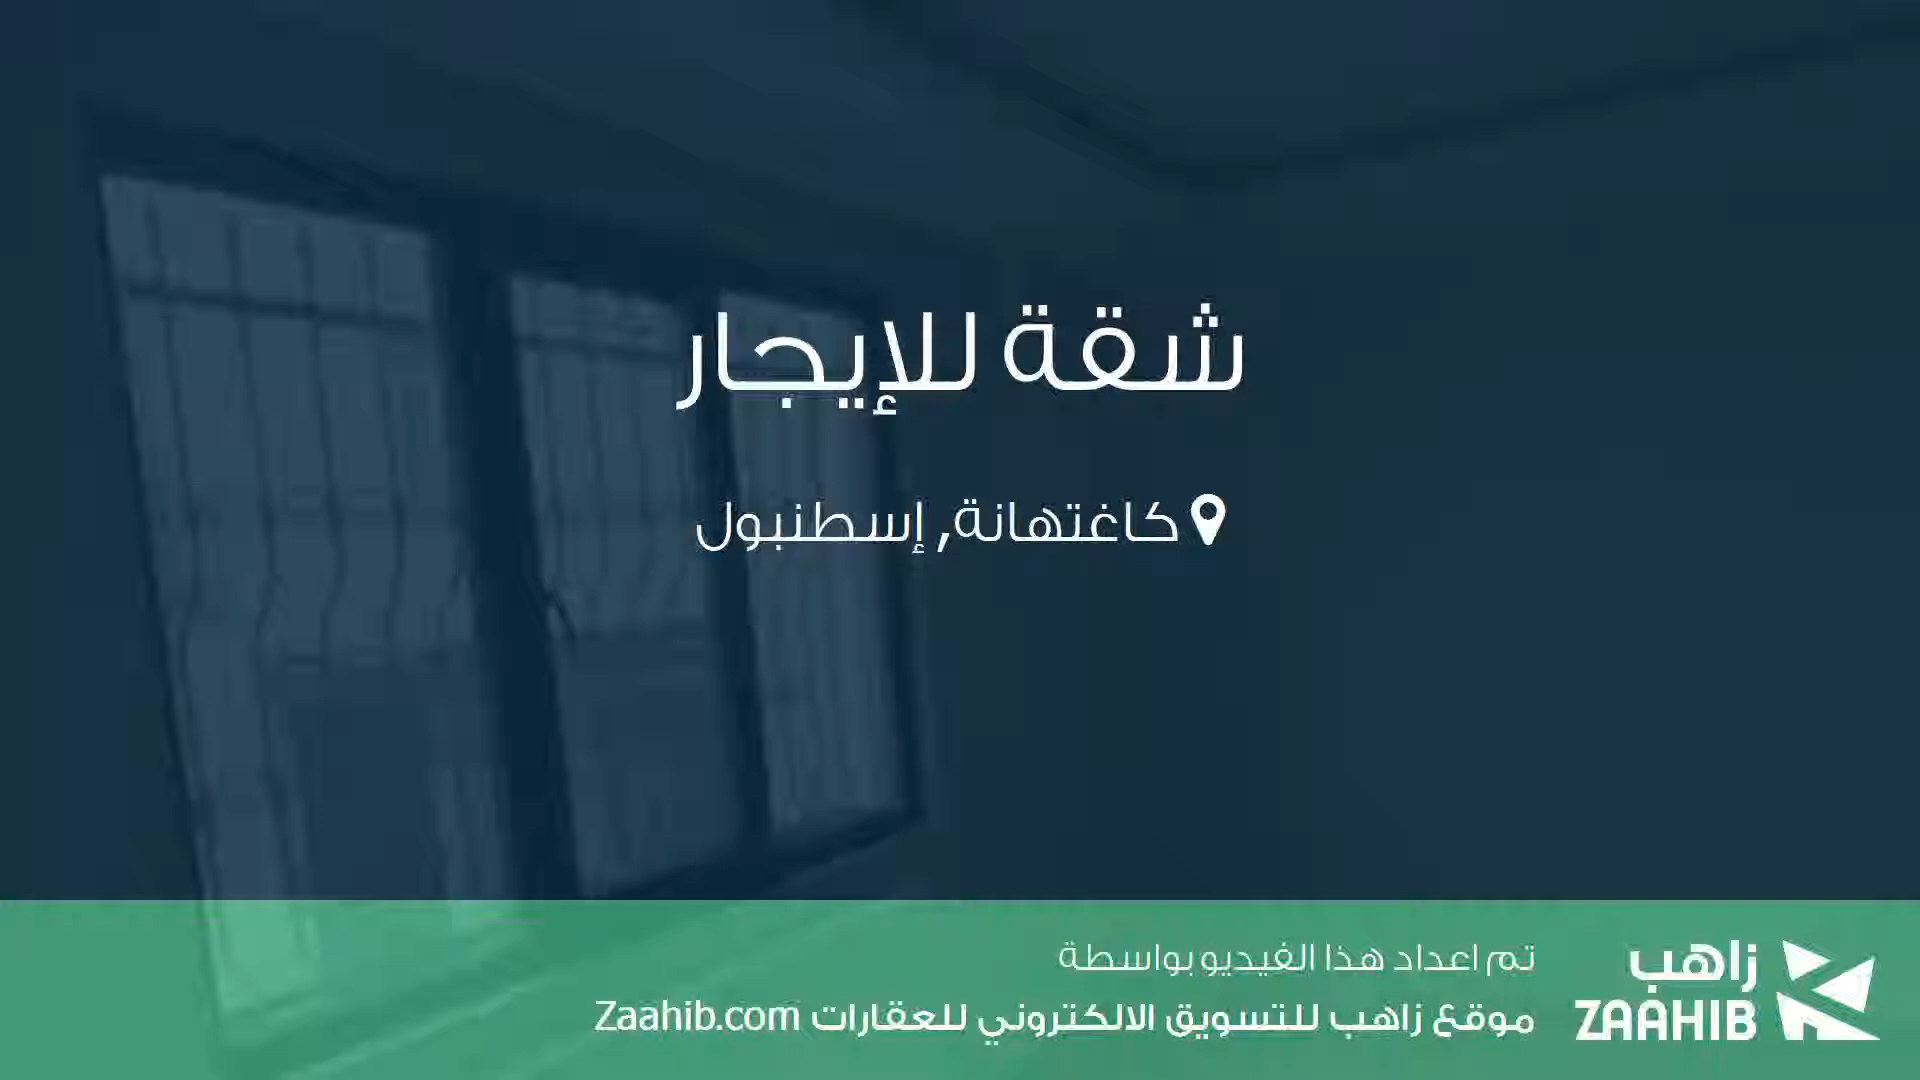 شقة للإيجار
كاغتهانة, إسطنبول
تم اعداد هذا الفيديو بواسطة
موقع زاهب للتسويق الالكتروني للعقارات Zaahib.com
زاهب
ZAAHIB